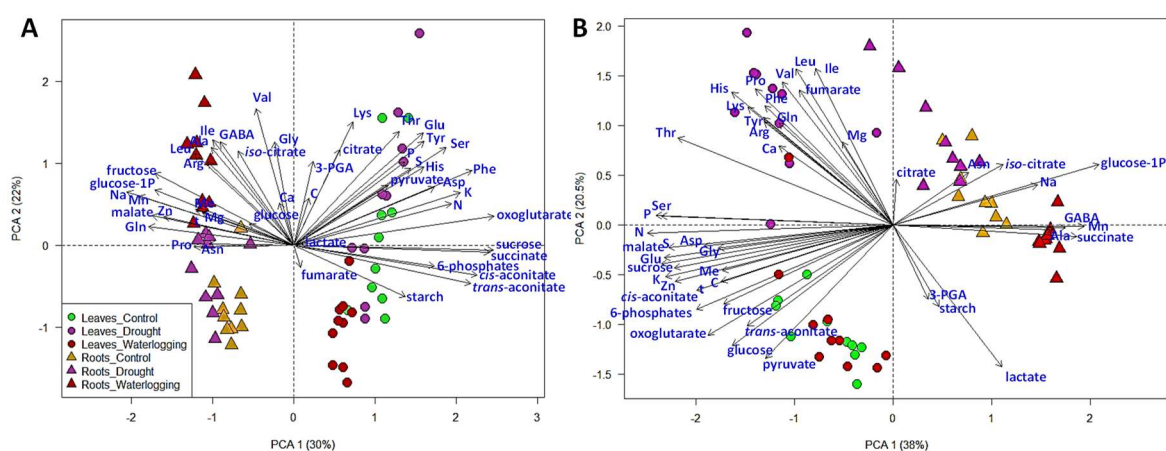 A
B
PCA 2 (22%)
2
1
0
-1
-2
-1
0
1
2
3
PCA 1 (30%)
Val
Lys
Thr
Glu
Tyr
Ser
Ile
GABA
Ala
Gly
Leu
iso-citrate
citrate
P
Arg
3-PGA
S
His
Phe
fructose
pyruvate
Asp
glucose-1P
K
Na
Mn
Ca
C
N
malate
Zn
glucose
Mg
oxoglutarate
Gln
Pro
Asn
lactate
sucrose
succinate
6-phosphates
fumarate
cis-aconitate
trans-aconitate
starch
Leaves_Control
Leaves_Drought
Leaves_Waterlogging
Roots_Control
Roots_Drought
Roots_Waterlogging
PCA 2 (20.5%)
2.0
1.5
1.0
0.5
0.0
-0.5
-1.0
-1.5
-2
-1
0
1
2
PCA 1 (38%)
Leu
Ile
Pro
Val
His
Phe
fumarate
Lys
Gln
Tyr
Thr
Arg
Mg
Ca
citrate
Asn
iso-citrate
glucose-1P
Na
Ser
P
GABA
Mn
N
Ala
succinate
malate
S
Asp
Gly
Glu
sucrose
Me
K
Zn
C
cis-aconitate
3-PGA
starch
6-phosphates
fructose
oxoglutarate
trans-aconitate
glucose
pyruvate
lactate